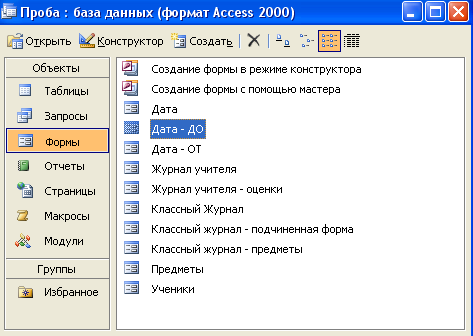 Проба : база данных (формат Access 2000)
Открыть Конструктор Создать
Объекты
Таблицы
Запросы
Формы
Отчеты
Страницы
Макросы
Модули
Группы
Избранное
Создание формы в режиме конструктора
Создание формы с помощью мастера
Дата
Дата - ДО
Дата - ОТ
Журнал учителя
Журнал учителя - оценки
Классный Журнал
Классный журнал - подчиненная форма
Классный журнал - предметы
Предметы
Ученики